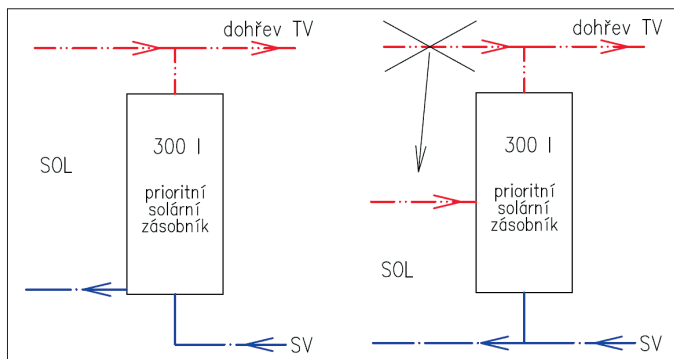 dohřev TV
300 l
SOL
prioritní
solární
zásobník
SV
dohřev TV
300 l
prioritní
solární
zásobník
SOL
SV